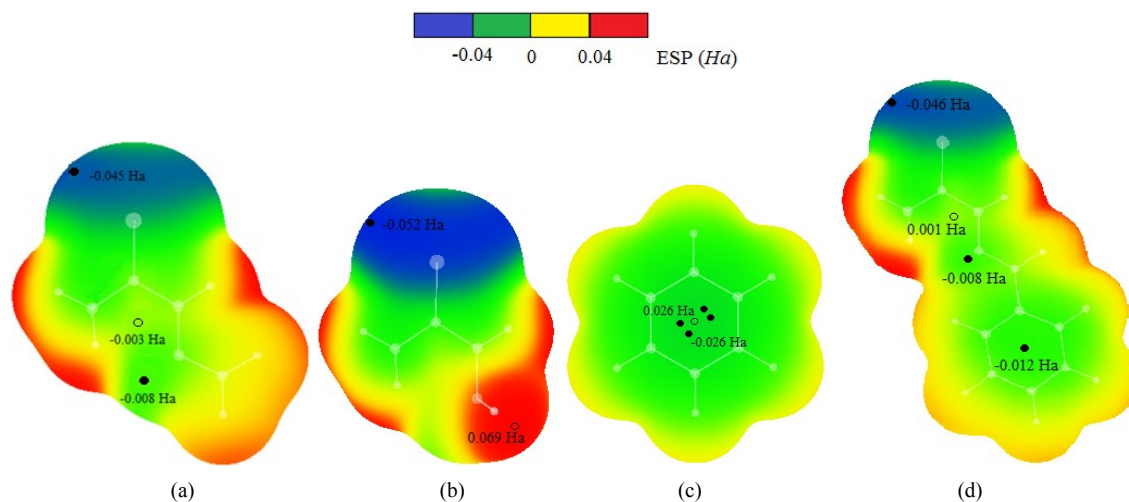 -0.04 0 0.04 ESP (Ha)
-0.045 Ha
-0.003 Ha
-0.008 Ha
(a)
-0.052 Ha
0.069 Ha
(b)
0.026 Ha
-0.026 Ha
(c)
-0.046 Ha
0.001 Ha
-0.008 Ha
-0.012 Ha
(d)